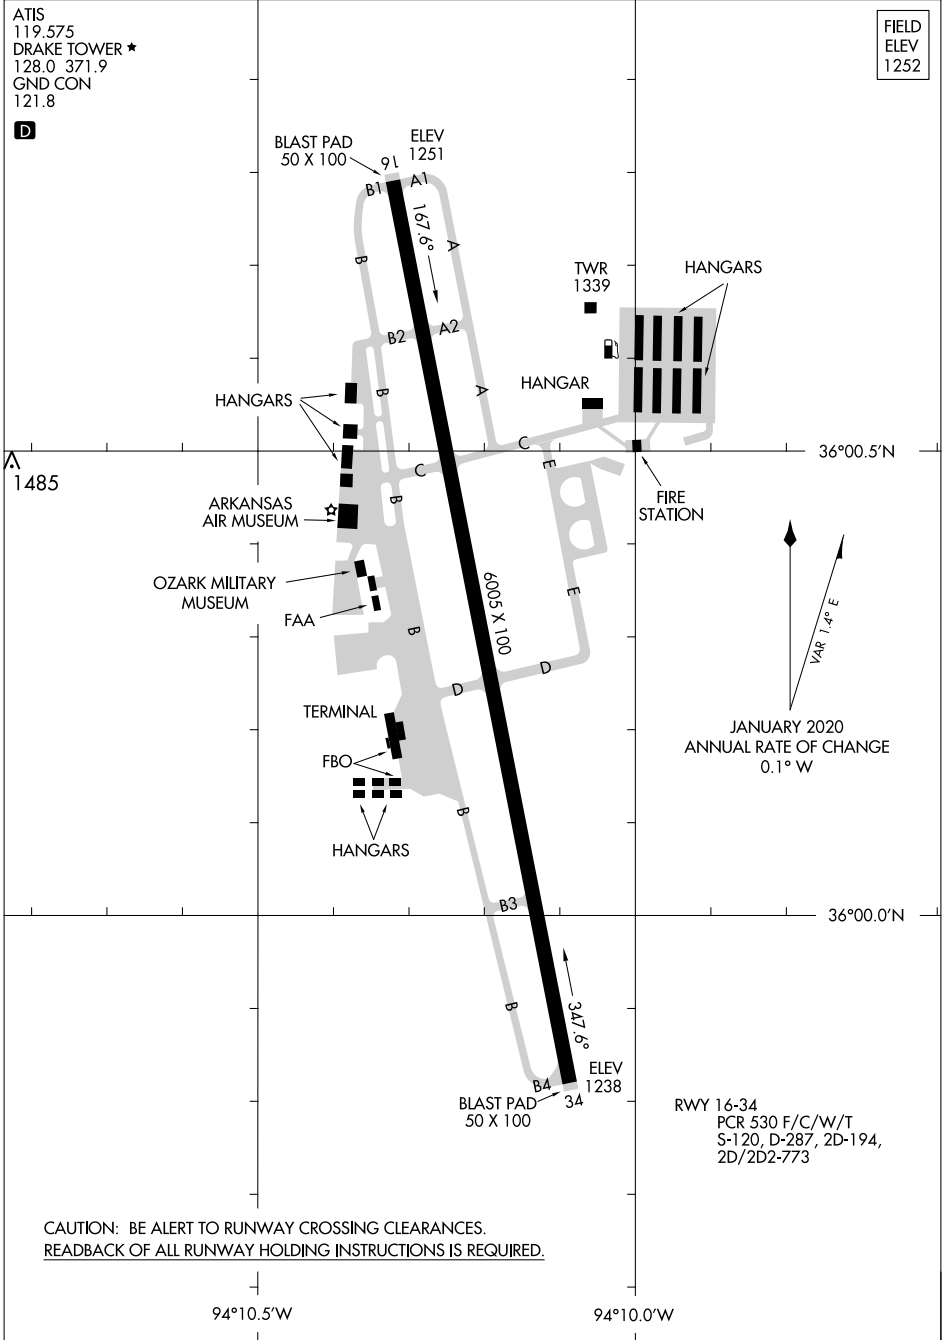 ATIS
119.575
DRAKE TOWER ★
128.0 371.9
GND CON
121.8
D
FIELD
ELEV
1252
BLAST PAD
50 X 100
ELEV
1251
16
B1
A1
167.6°
A
B
TWR
1339
HANGARS
B2
A2
B
A
HANGAR
HANGARS
C
36°00.5'N
E
C
1485
B
ARKANSAS
AIR MUSEUM
FIRE
STATION
OZARK MILITARY
MUSEUM
FAA
6005 X 100
E
B
VAR 1.4° E
D
D
TERMINAL
JANUARY 2020
ANNUAL RATE OF CHANGE
0.1° W
FBO
B
HANGARS
B3
36°00.0'N
B
347.6°
ELEV
1238
B4
34
BLAST PAD
50 X 100
RWY 16-34
PCR 530 F/C/W/T
S-120, D-287, 2D-194,
2D/2D2-773
CAUTION: BE ALERT TO RUNWAY CROSSING CLEARANCES.
READBACK OF ALL RUNWAY HOLDING INSTRUCTIONS IS REQUIRED.
94°10.5'W
94°10.0'W